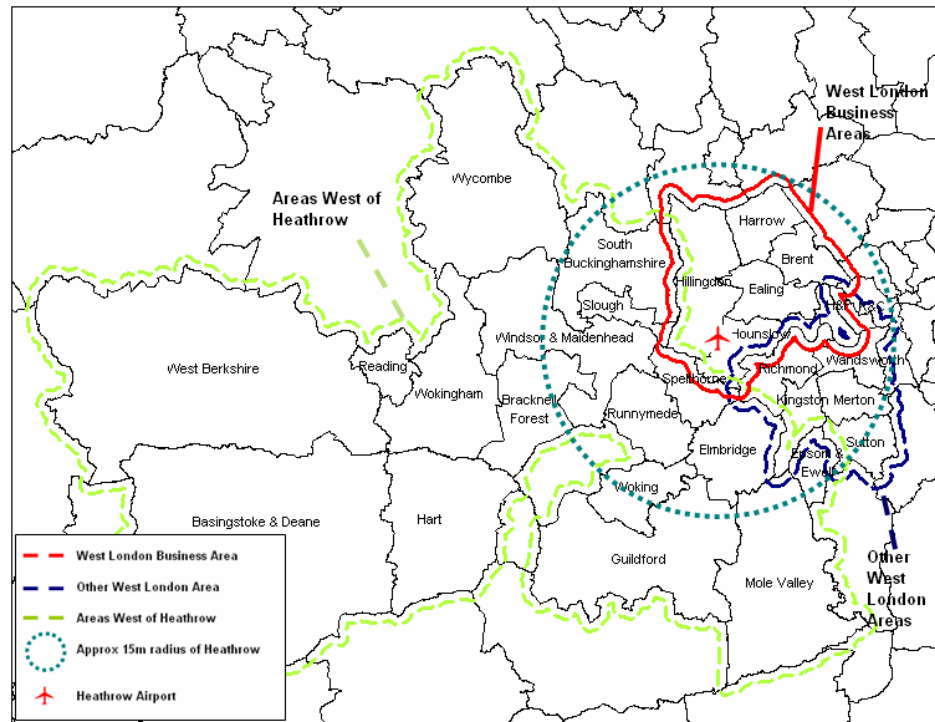 West London
Business
Areas
Wycombe
Areas West of
Heathrow
Harrow
South
Buckinghamshire
Brent
Hillingdon
Ealing
Slough
Hounslow
Windsor & Maidenhead
West Berkshire
Reading
Richmond
Wandsworth
Spelthorne
Wokingham
Bracknell
Forest
Kingston
Merton
Runnymede
Elmbridge
Sutton
Epsom &
Ewell
Woking
Basingstoke & Deane
Hart
Guildford
Mole Valley
Other
West
London
Areas
West London Business Area
Other West London Area
Areas West of Heathrow
Approx 15m radius of Heathrow
Heathrow Airport